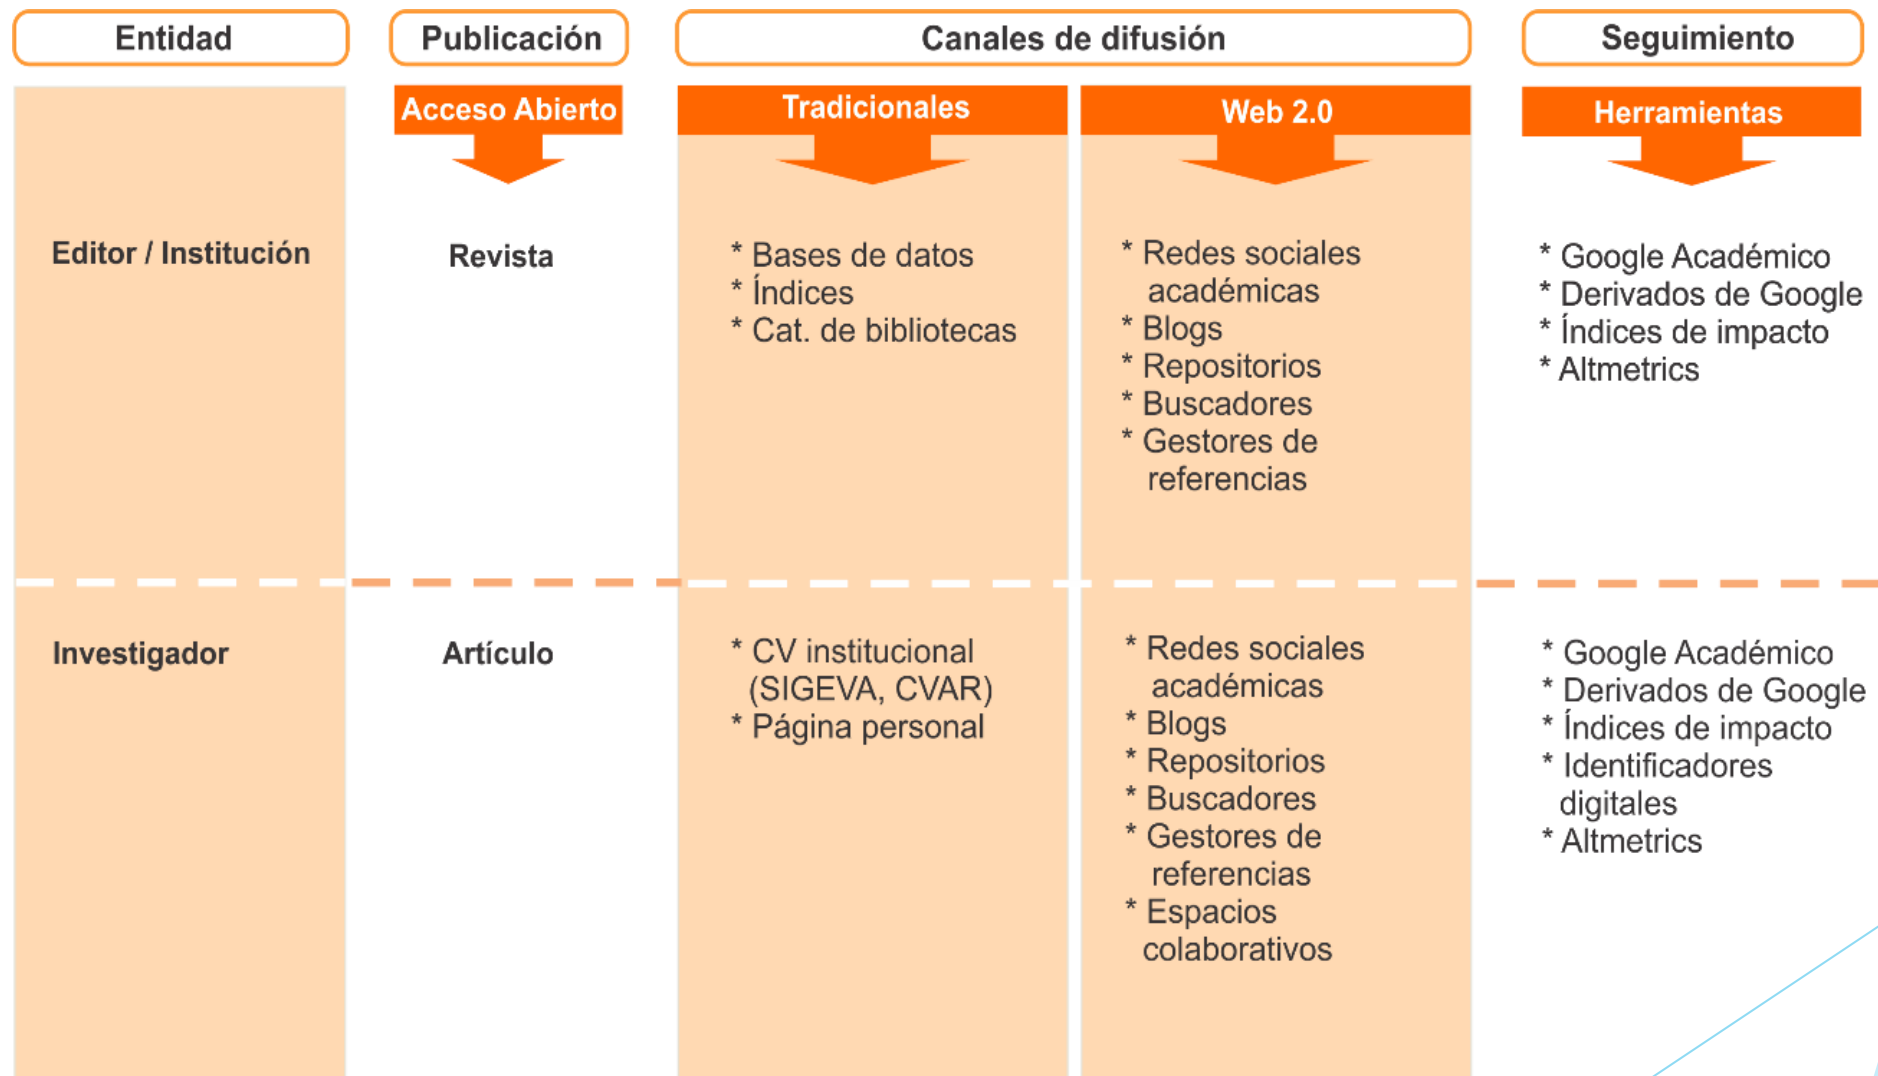 Entidad
Publicación
Canales de difusión
Seguimiento
Acceso Abierto
Tradicionales
Web 2.0
Herramientas
Editor / Institución
Revista
* Bases de datos
* Índices
* Cat. de bibliotecas
* Redes sociales
académicas
* Blogs
* Repositorios
* Buscadores
* Gestores de
referencias
* Google Académico
* Derivados de Google
* Índices de impacto
* Altmetrics
Investigador
Artículo
* CV institucional
(SIGEVA, CVAR)
* Página personal
* Redes sociales
académicas
* Blogs
* Repositorios
* Buscadores
* Gestores de
referencias
* Espacios
colaborativos
* Google Académico
* Derivados de Google
* Índices de impacto
* Identificadores
digitales
* Altmetrics